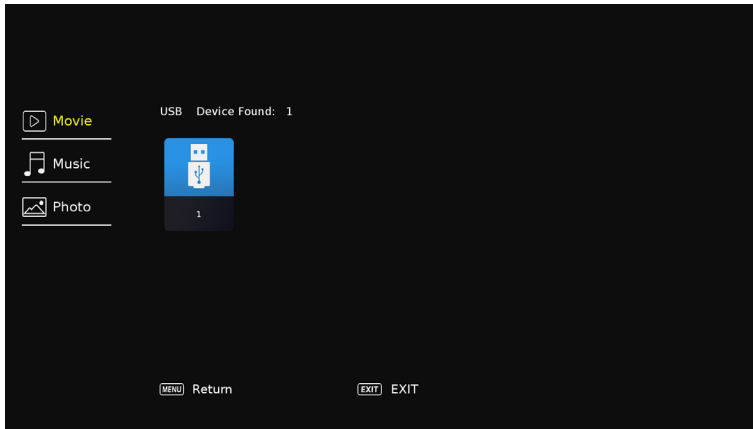 Movie
Music
Photo
USB Device Found: 1
1
MENU Return
EXIT EXIT